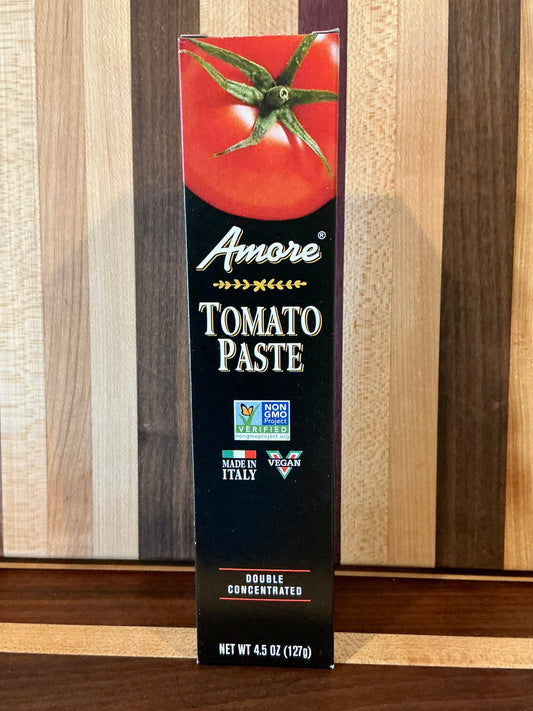 Amore®
TOMATO
PASTE
NON
GMO
Project
VERIFIED
nongmoproject.org
MADE IN
ITALY
VEGAN
DOUBLE
CONCENTRATED
NET WT 4.5 OZ (127g)